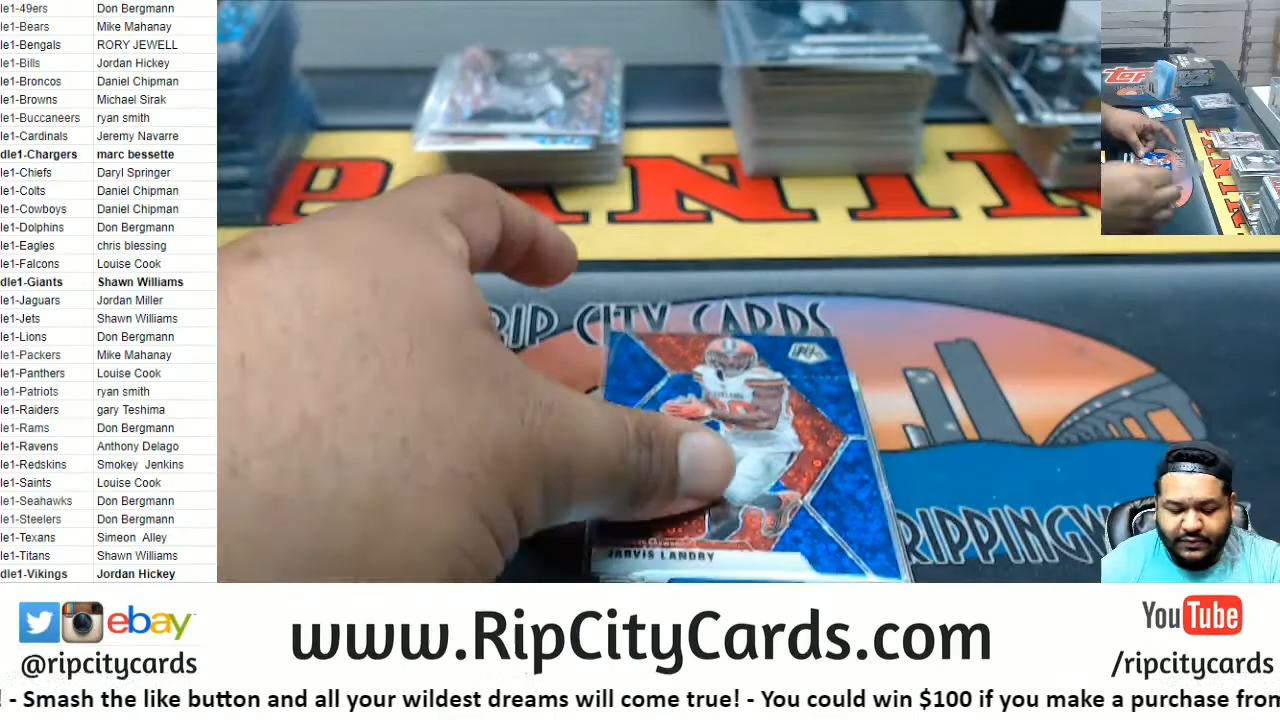 le1-49ers Don Bergmann
le1-Bears Mike Mahanay
le1-Bengals RORY JEWELL
le1-Bills Jordan Hickey
le1-Broncos Daniel Chipman
le1-Browns Michael Sirak
le1-Buccaneers ryan smith
le1-Cardinals Jeremy Navarre
dle1-Chargers marc bessette
le1-Chiefs Daryl Springer
le1-Colts Daniel Chipman
le1-Cowboys Daniel Chipman
le1-Dolphins Don Bergmann
le1-Eagles chris blessing
le1-Falcons Louise Cook
dle1-Giants Shawn Williams
le1-Jaguars Jordan Miller
le1-Jets Shawn Williams
le1-Lions Don Bergmann
le1-Packers Mike Mahanay
le1-Panthers Louise Cook
le1-Patriots ryan smith
le1-Raiders gary Teshima
le1-Rams Don Bergmann
le1-Ravens Anthony Delago
le1-Redskins Smokey Jenkins
le1-Saints Louise Cook
le1-Seahawks Don Bergmann
le1-Steelers Don Bergmann
le1-Texans Simeon Alley
le1-Titans Shawn Williams
dle1-Vikings Jordan Hickey
PANINI
RIP CITY CARDS
JARVIS LANDRY
RIPPINGW
ebay
@ripcitycards
www.RipCityCards.com
YouTube
/ripcitycards
! - Smash the like button and all your wildest dreams will come true! - You could win $100 if you make a purchase from